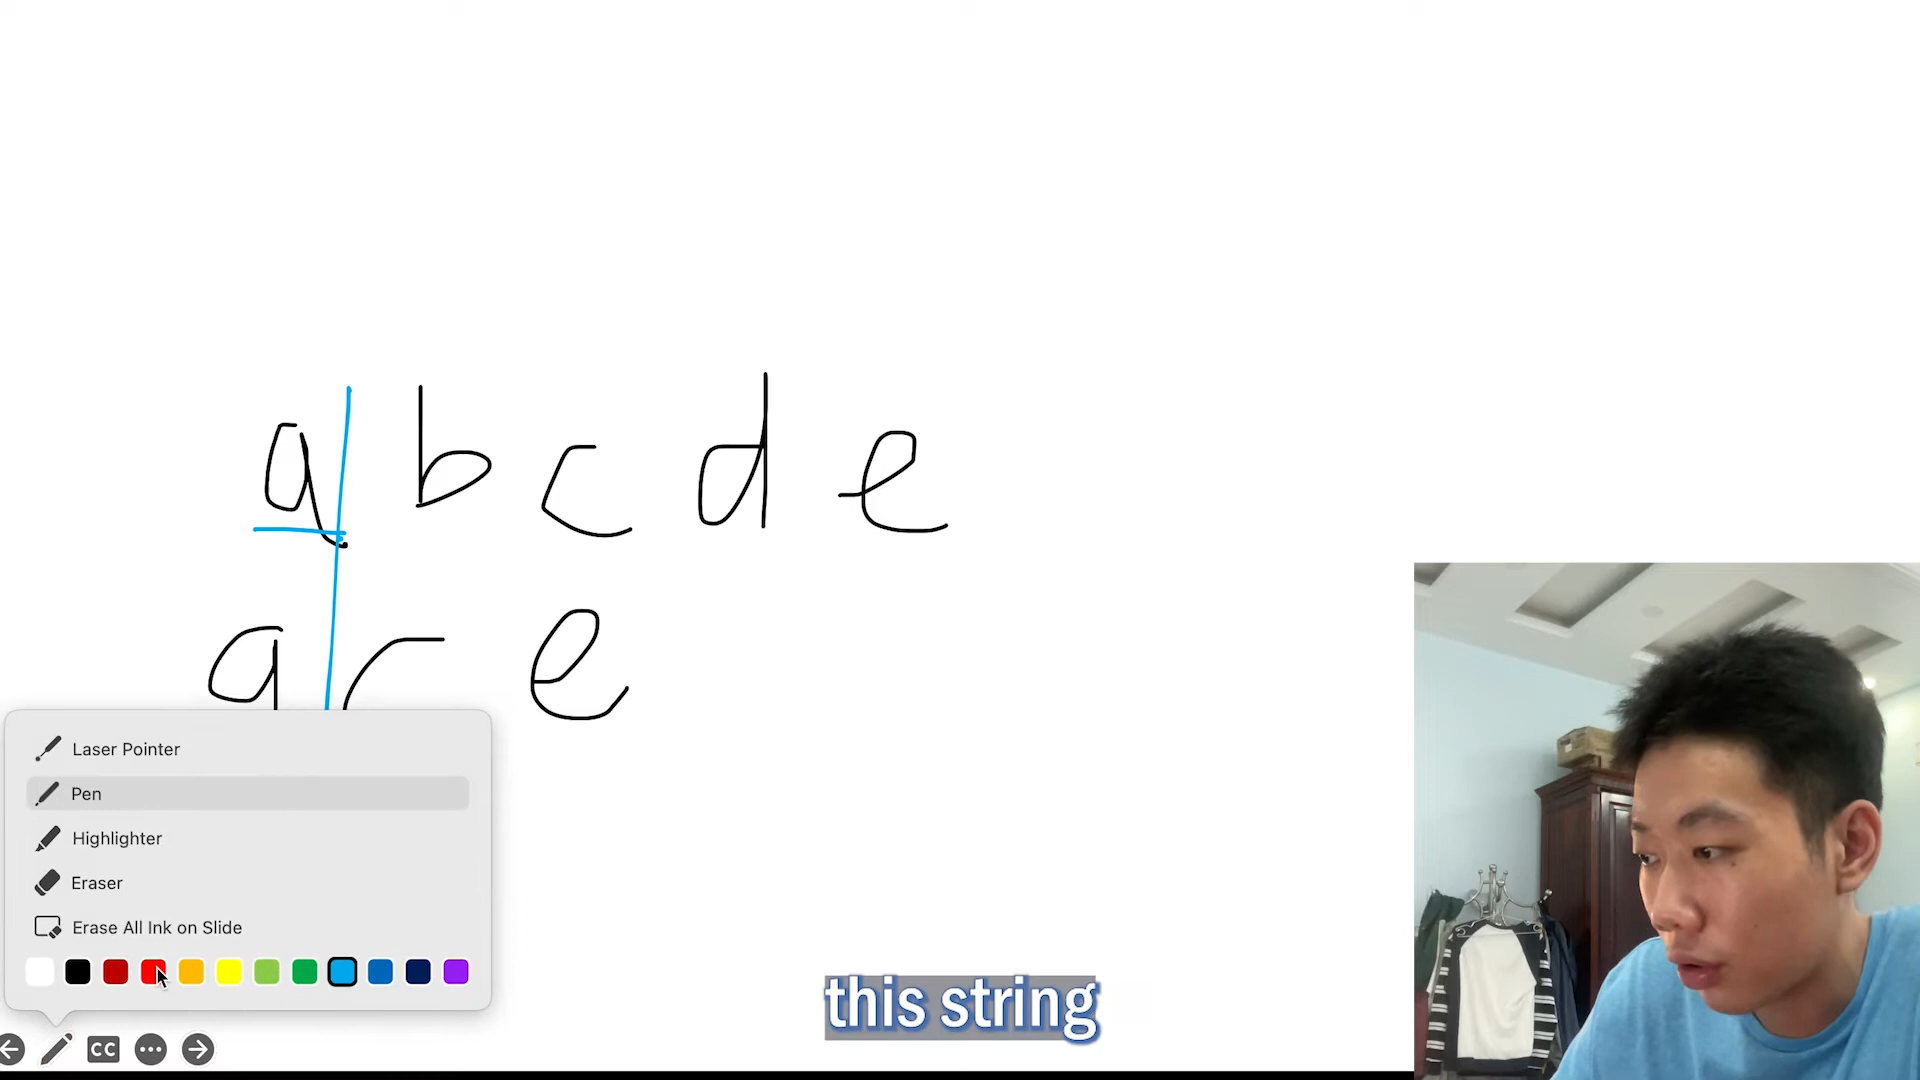 a b c d e
a r e
Laser Pointer
Pen
Highlighter
Eraser
Erase All Ink on Slide
CC
this string